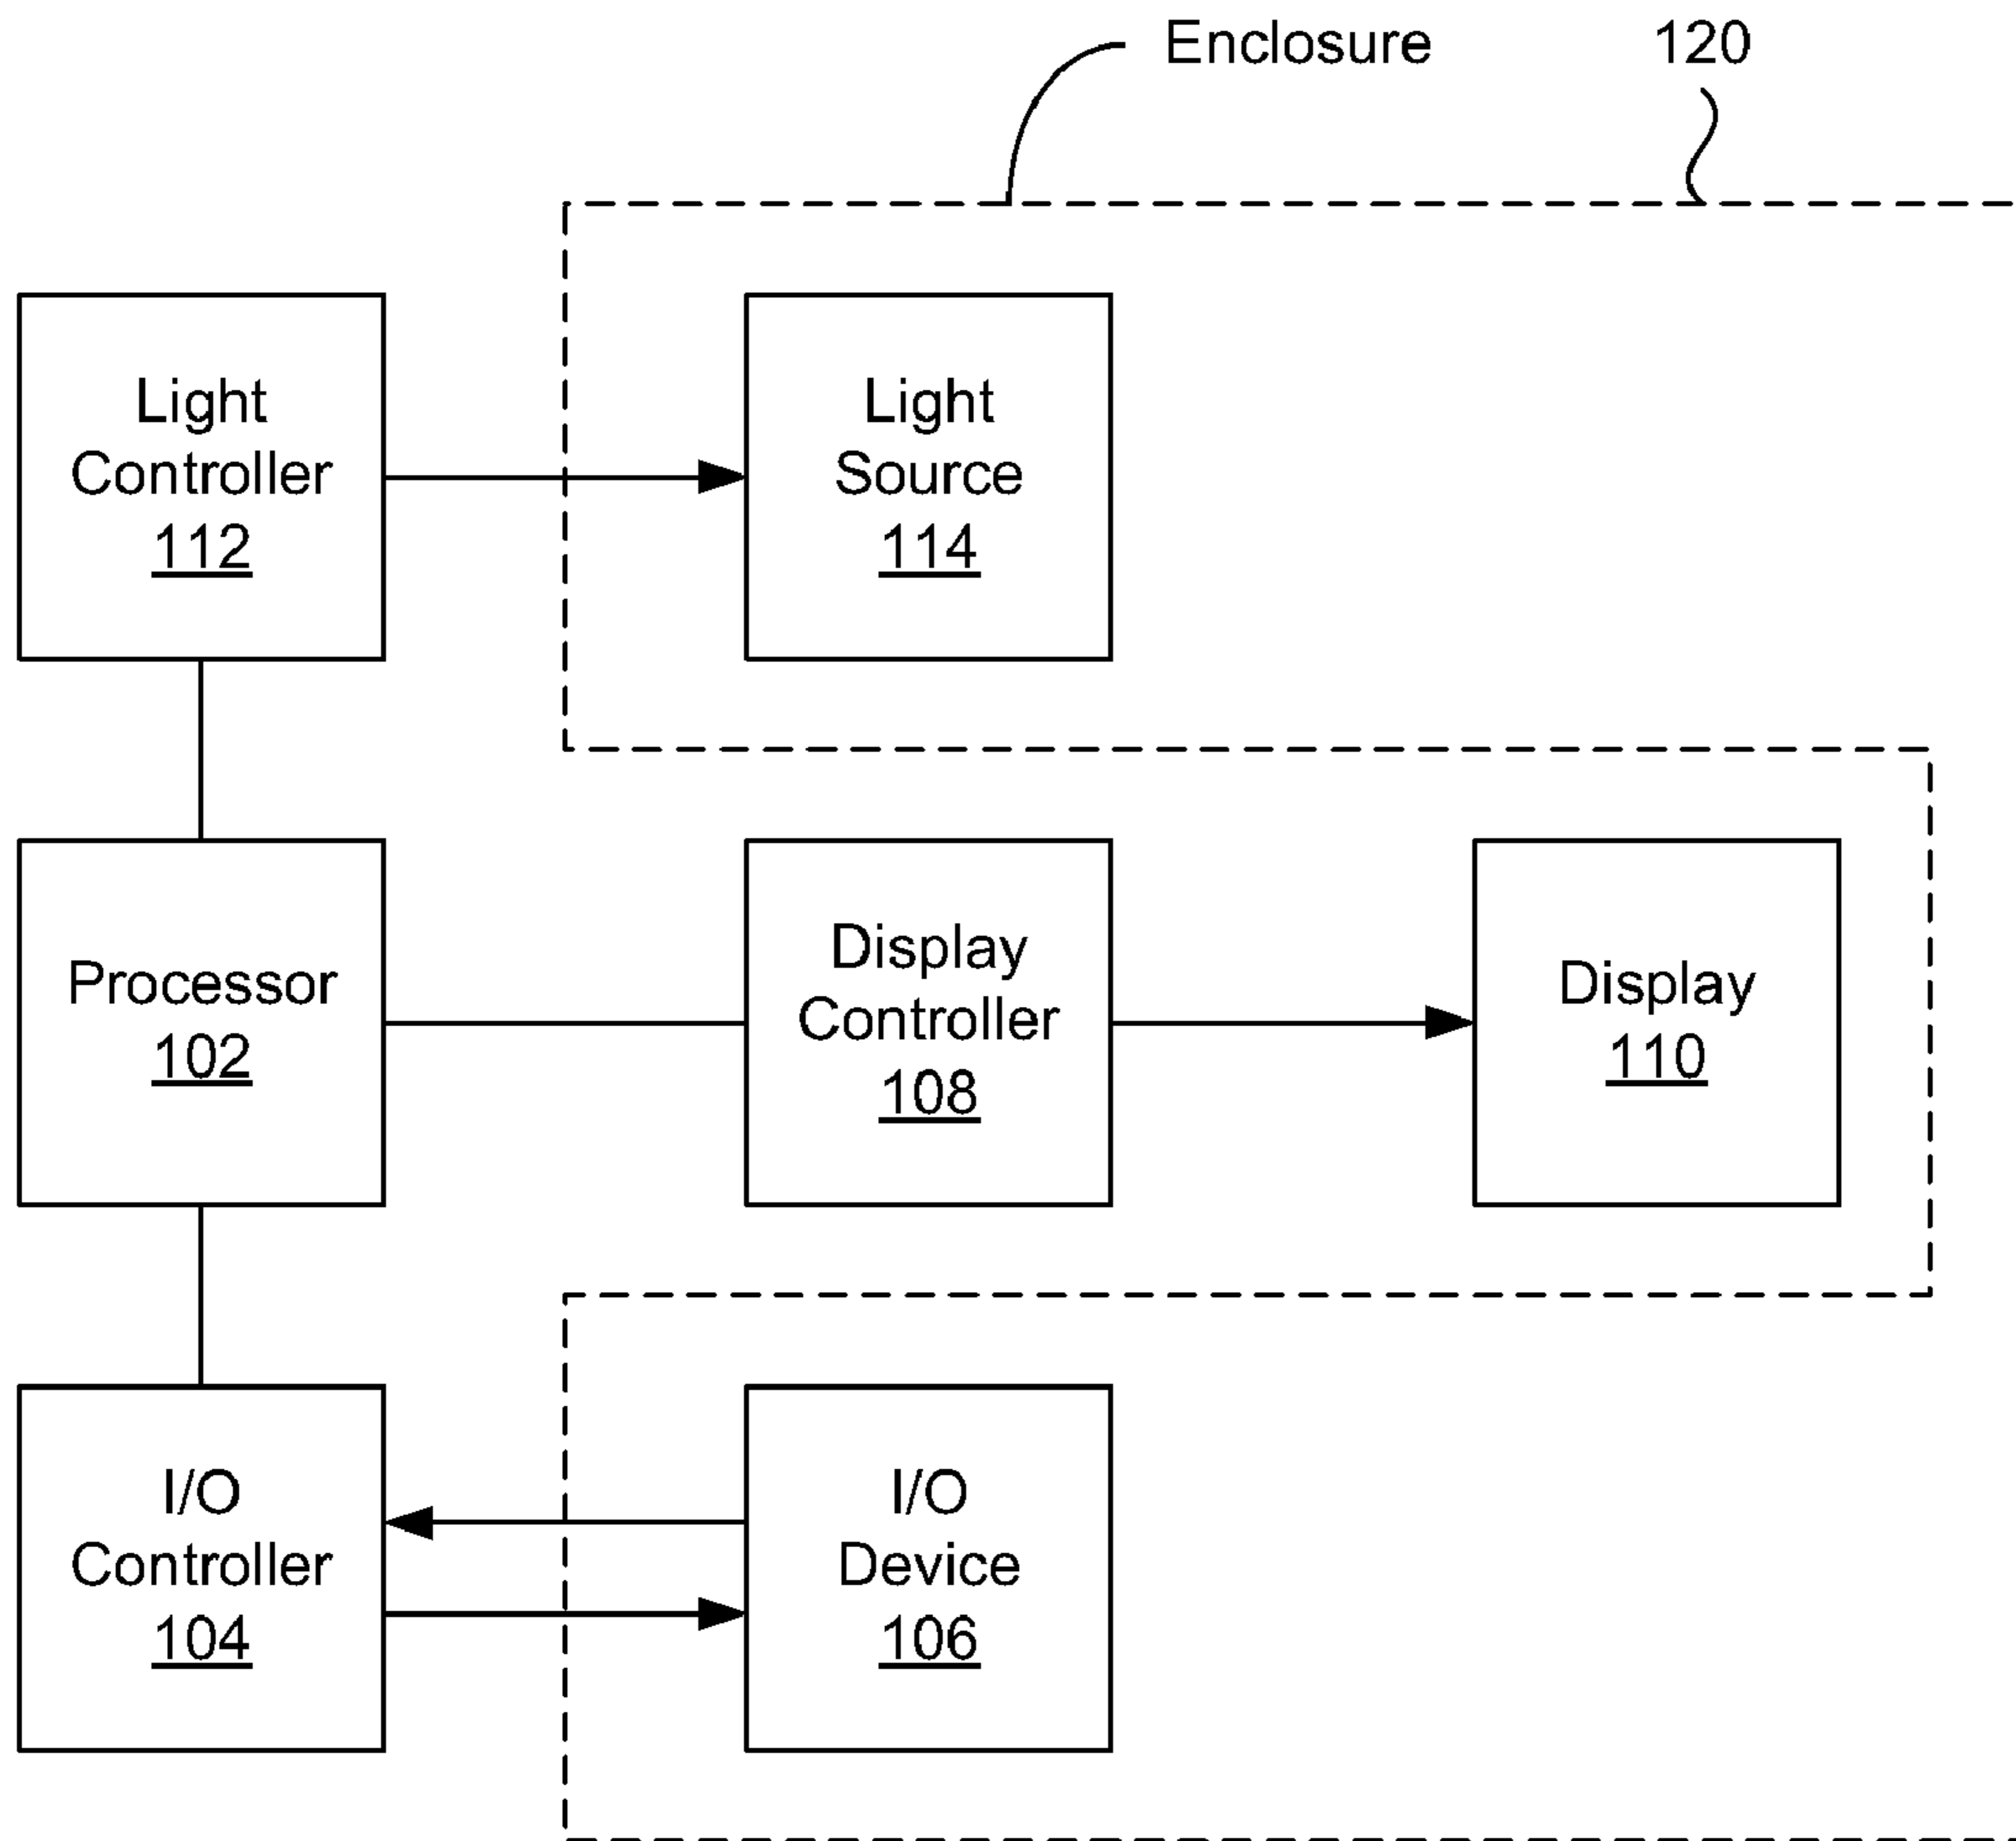 Enclosure
120
Light
Controller
112
Light
Source
114
Processor
102
Display
Controller
108
Display
110
I/O
Controller
104
I/O
Device
106